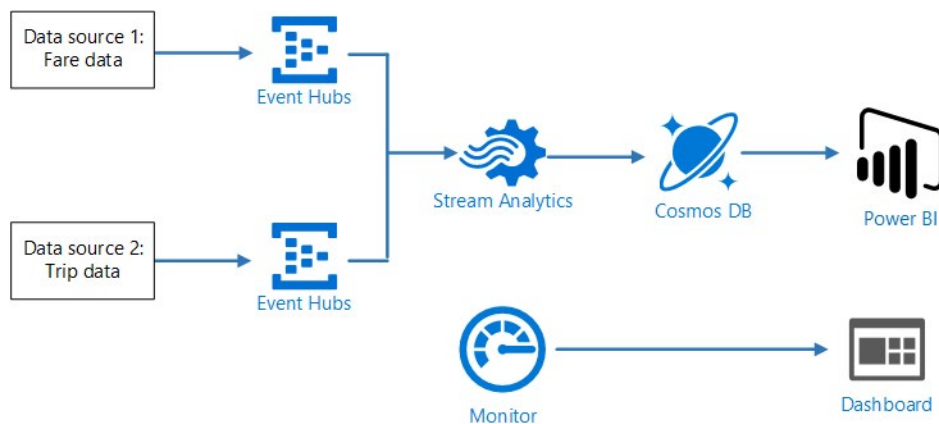 Data source 1:
Fare data
Event Hubs
Stream Analytics
Cosmos DB
Power BI
Data source 2:
Trip data
Event Hubs
Monitor
Dashboard